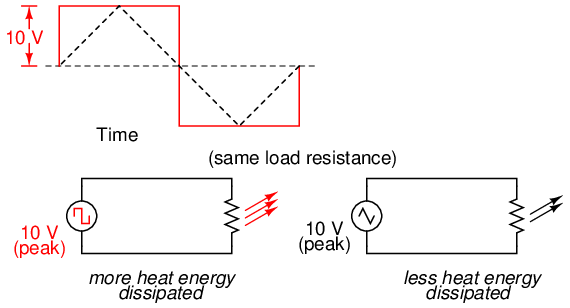 10 V
Time
(same load resistance)
10 V
(peak)
10 V
(peak)
more heat energy
dissipated
less heat energy
dissipated